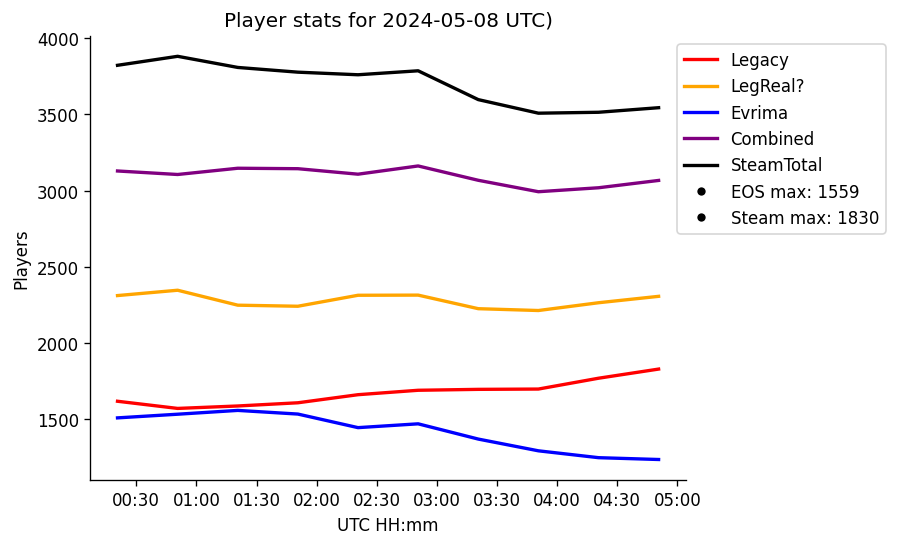 Player stats for 2024-05-08 UTC)
4000
3500
3000
2500
2000
1500
Players
00:30 01:00 01:30 02:00 02:30 03:00 03:30 04:00 04:30 05:00
UTC HH:mm
Legacy
LegReal?
Evrima
Combined
SteamTotal
EOS max: 1559
Steam max: 1830